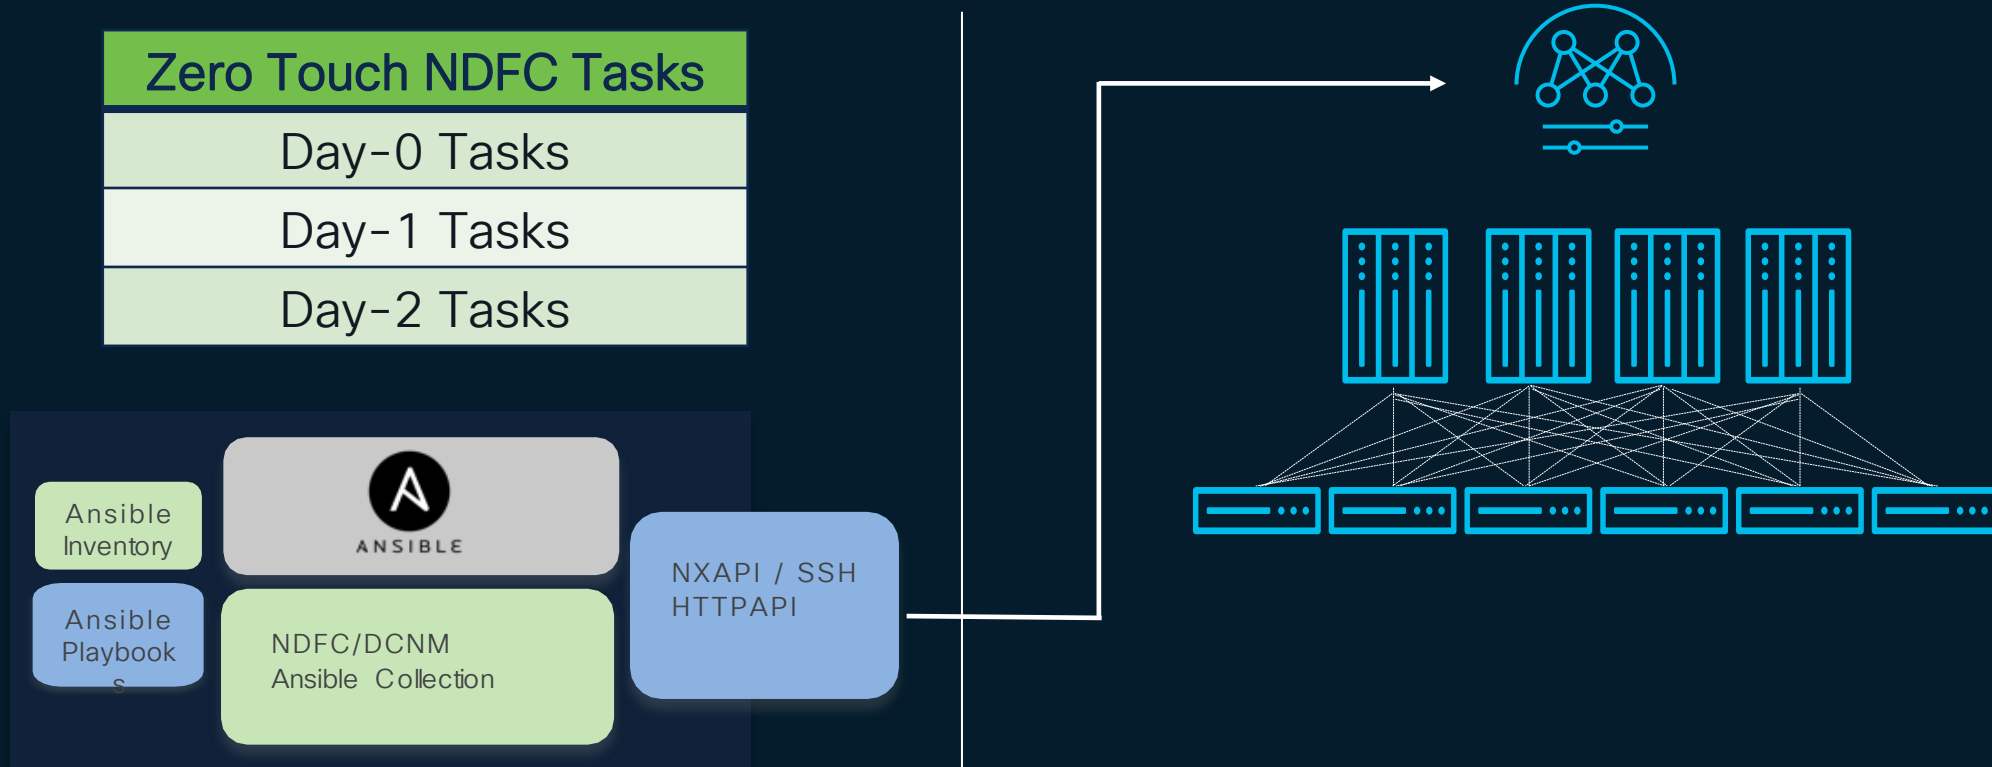 Zero Touch NDFC Tasks
Day-0 Tasks
Day-1 Tasks
Day-2 Tasks
Ansible
Inventory
ANSIBLE
Ansible
Playbook
s
NDFC/DCNM
Ansible Collection
NXAPI / SSH
HTTPAPI